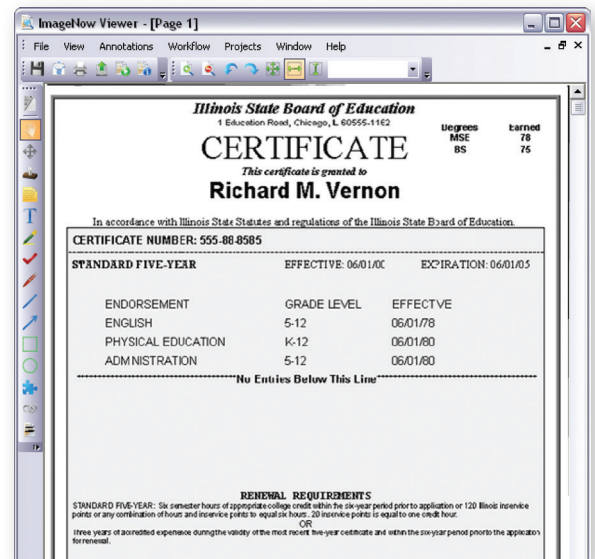 ImageNow Viewer - [Page 1]
File View Annotations Workflow Projects Window Help
Illinois State Board of Education
1 Education Road, Chicago, L 60555-1162
Degrees Earned
MSE 78
BS 75
CERTIFICATE
This certificate is granted to
Richard M. Vernon
In accordance with Illinois State Statutes and regulations of the Illinois State Board of Education.
CERTIFICATE NUMBER: 555-88-8585
STANDARD FIVE-YEAR EFFECTIVE: 06/01/00 EXPIRATION: 06/01/05
ENDORSEMENT GRADE LEVEL EFFECTVE
ENGLISH 5-12 06/01/78
PHYSICAL EDUCATION K-12 06/01/80
ADMNISTRATION 5-12 06/01/80
No Entries Below This Line
RENEWAL REQUIREMENTS
STANDARD FIVE-YEAR: Six semester hours of appropriate college credit within the six-year period prior to application or 120 Illinois inservice
points or any combination of hours and inservice points to equal six hours. 20 inservice points is equal to one credit hour.
OR
Three years of accredited experience during the validity of the most recent five-year certificate and within the six-year period prior to the application
for renewal.